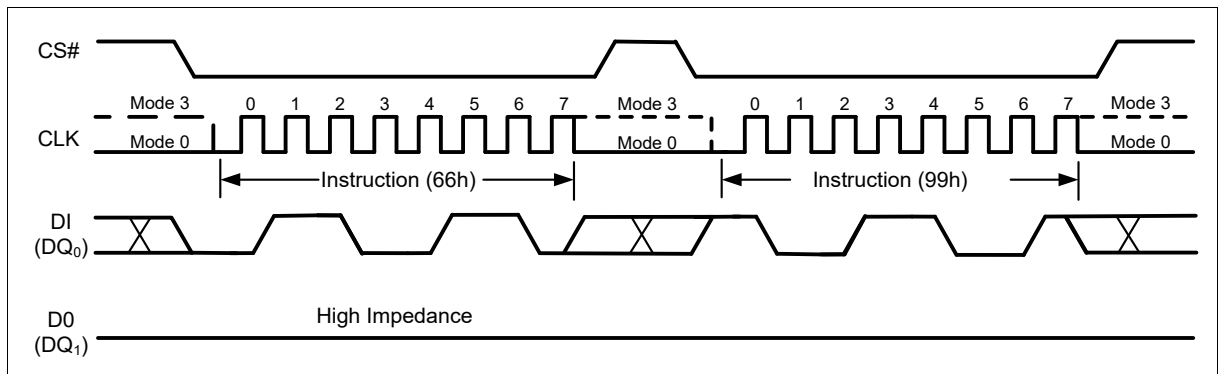 CS#
Mode 3 0 1 2 3 4 5 6 7 Mode 3 0 1 2 3 4 5 6 7 Mode 3
CLK
Mode 0 Mode 0 Mode 0
Instruction (66h) Instruction (99h)
DI
(DQ0)
D0
(DQ1)
High Impedance